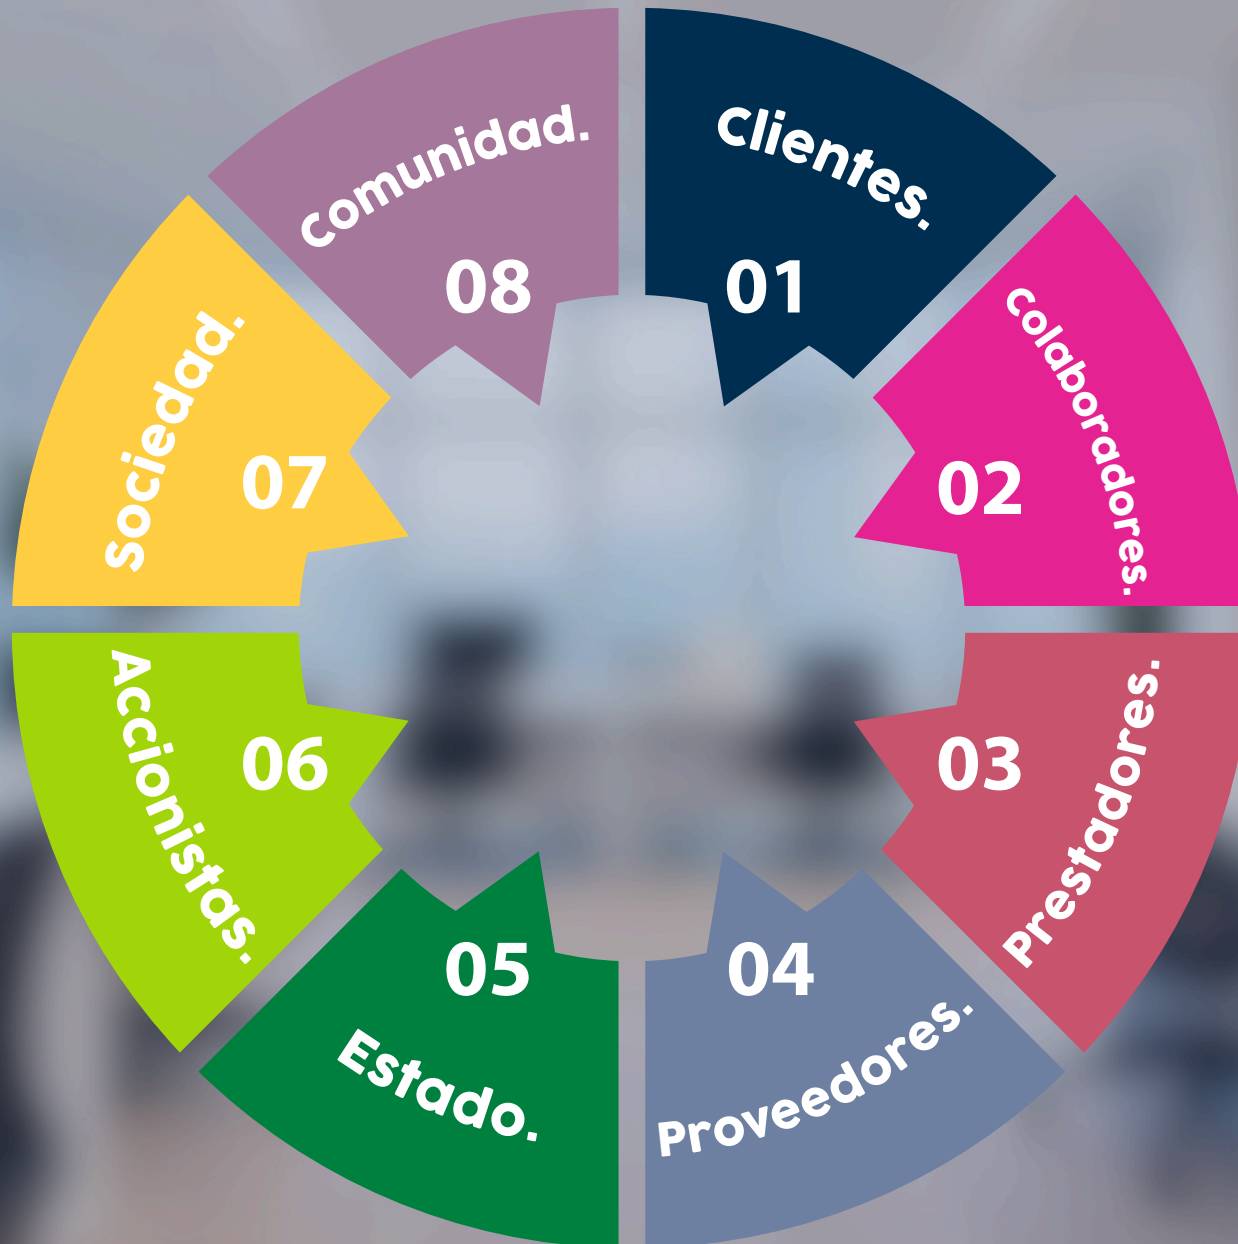 Clientes.
01
Colaboradores.
02
Prestadores.
03
Proveedores.
04
Estado.
05
Accionistas.
06
Sociedad.
07
Comunidad.
08